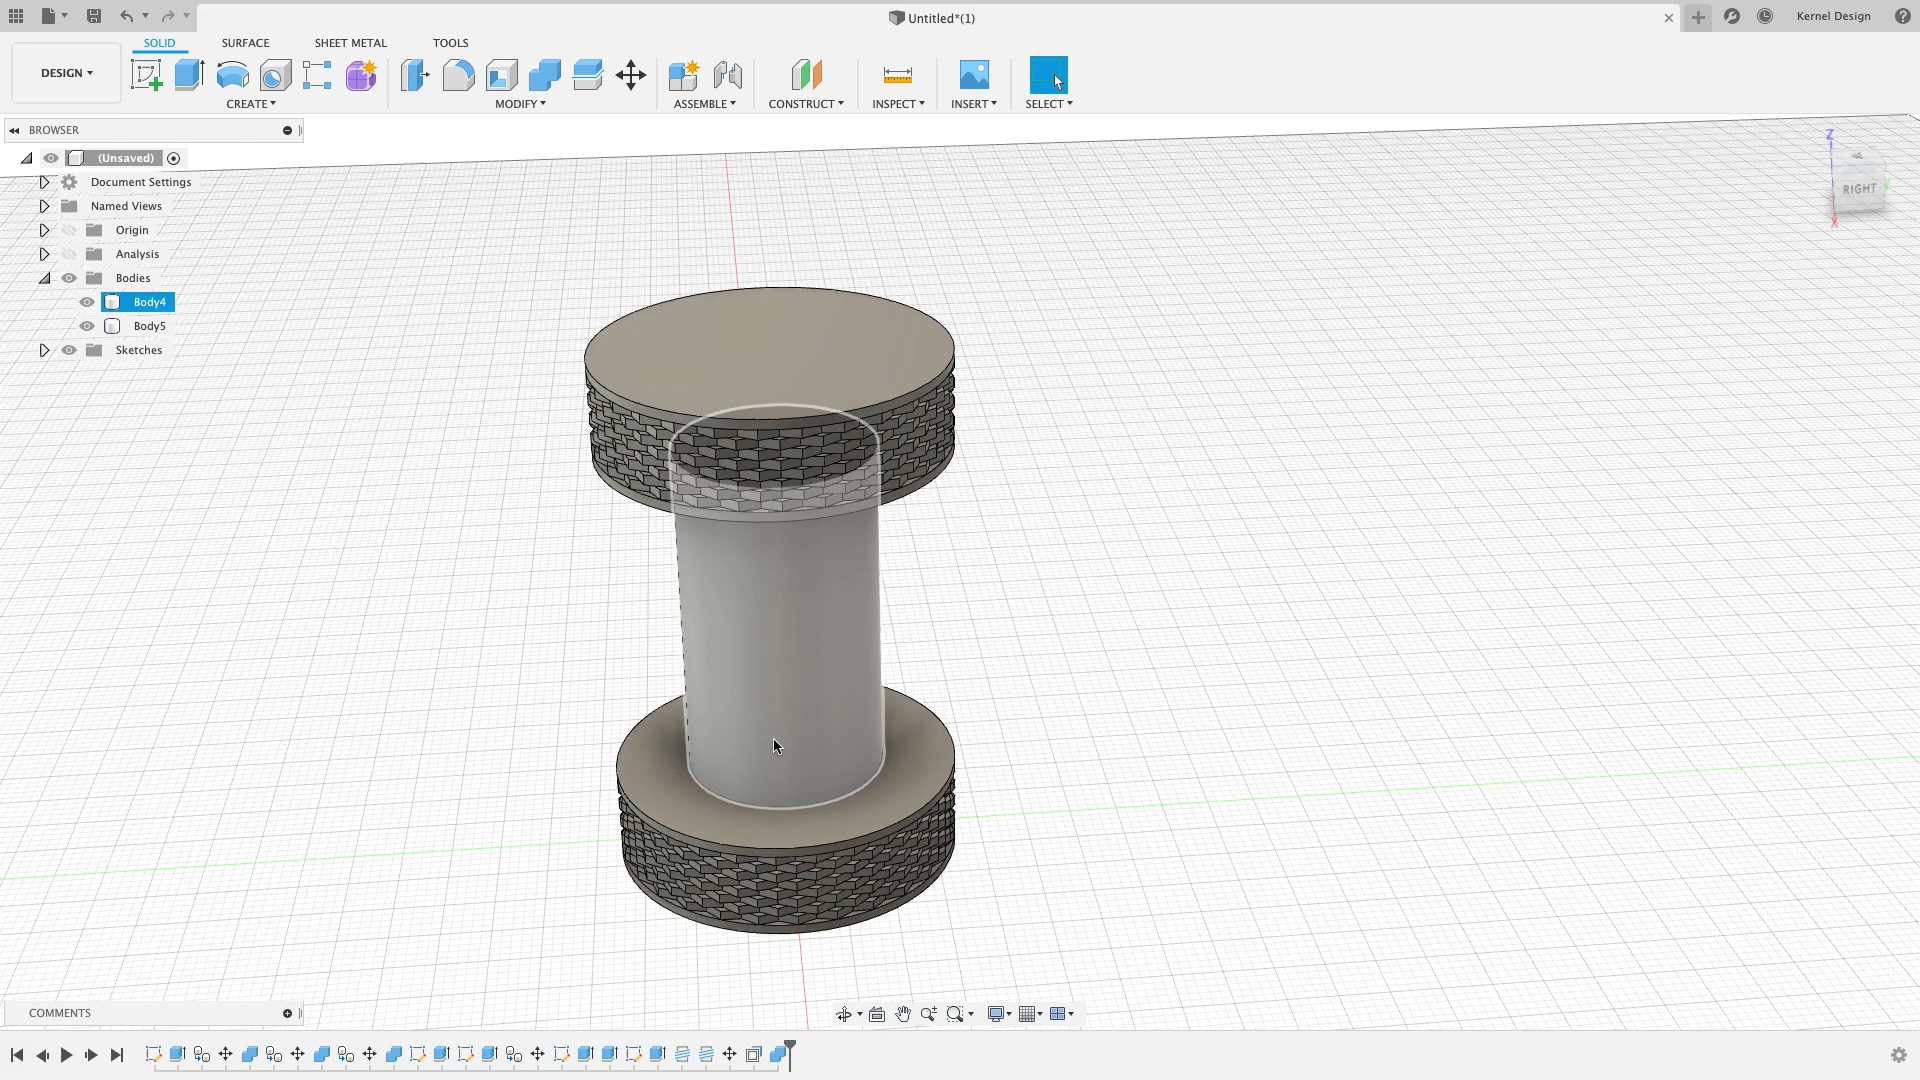 Untitled*(1)
Kernel Design
SOLID
SURFACE
SHEET METAL
TOOLS
DESIGN
CREATE
MODIFY
ASSEMBLE
CONSTRUCT
INSPECT
INSERT
SELECT
BROWSER
(Unsaved)
Document Settings
Named Views
Origin
Analysis
Bodies
Body4
Body5
Sketches
Z
RIGHT
X
COMMENTS